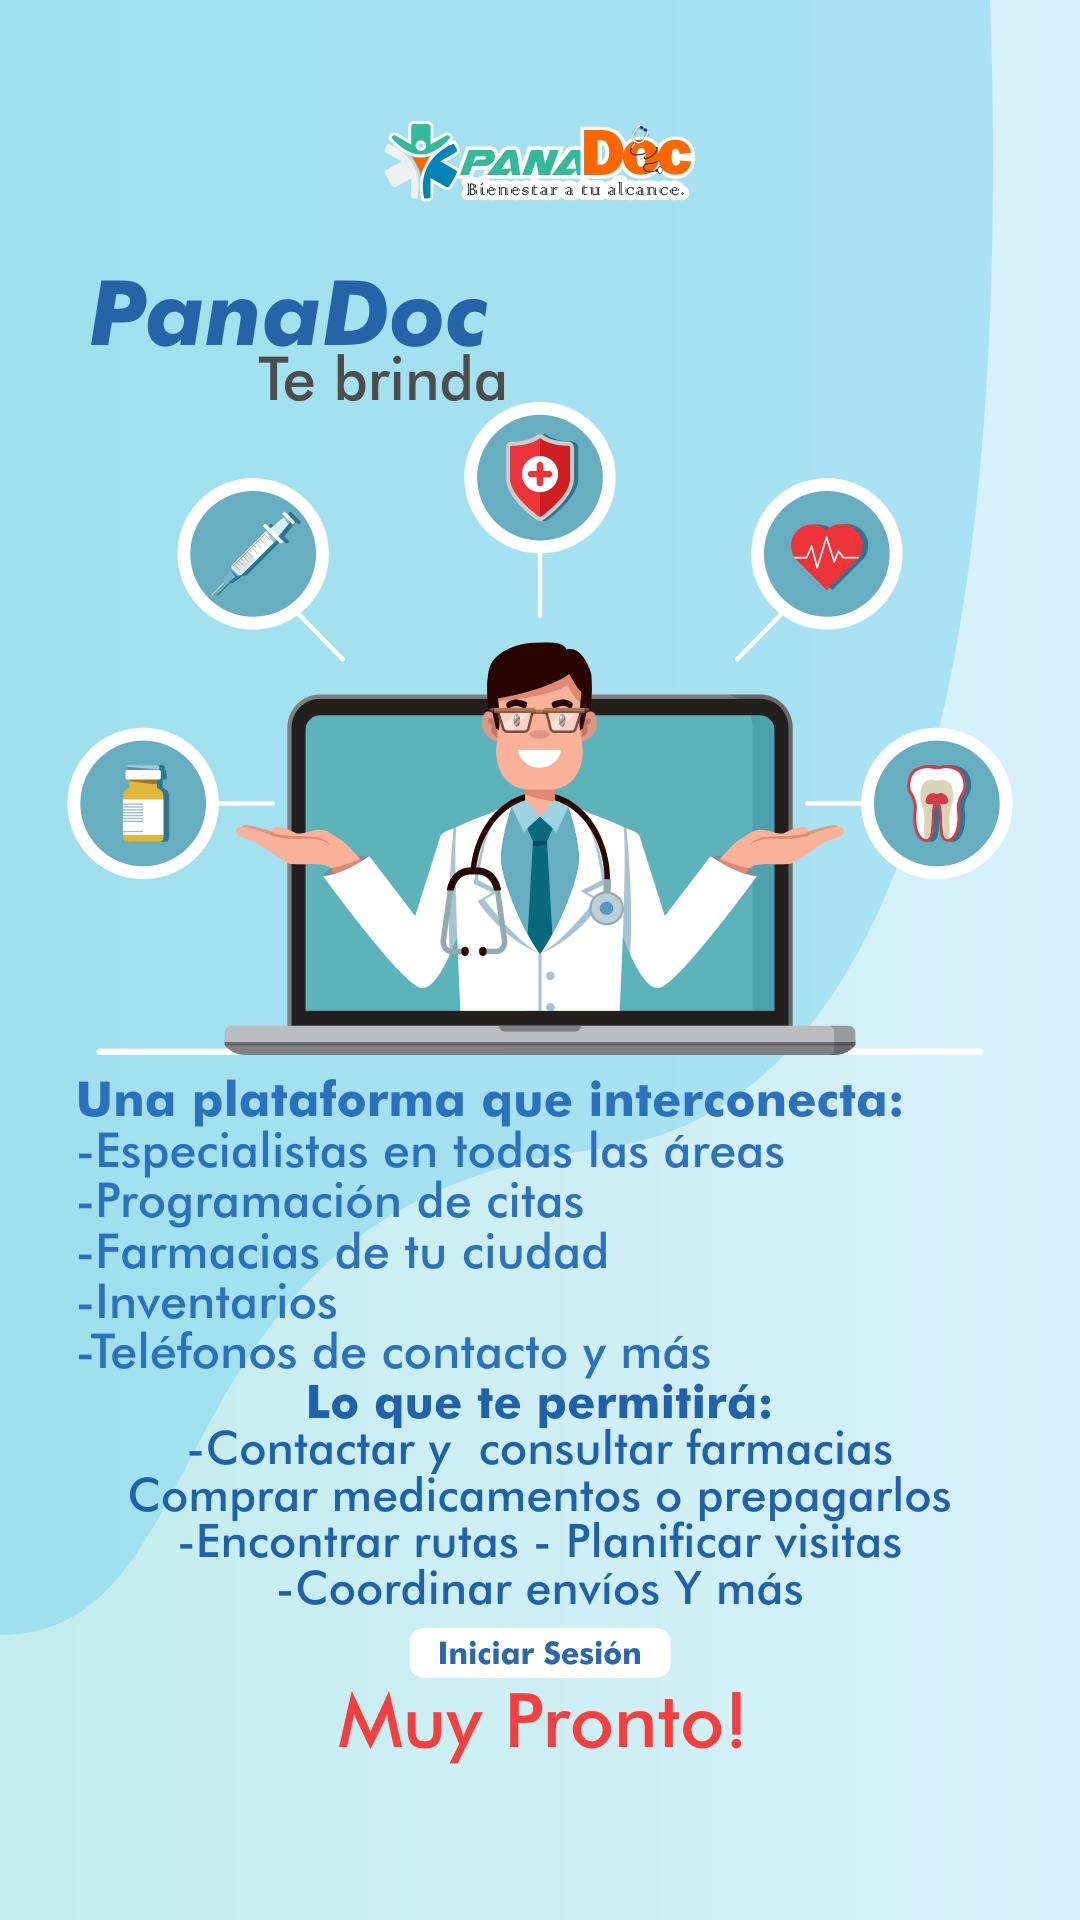 PANADoc
Bienestar a tu alcance.
PanaDoc
Te brinda
Una plataforma que interconecta:
-Especialistas en todas las áreas
-Programación de citas
-Farmacias de tu ciudad
-Inventarios
-Teléfonos de contacto y más
Lo que te permitirá:
-Contactar y  consultar farmacias
Comprar medicamentos o prepagarlos
-Encontrar rutas - Planificar visitas
-Coordinar envíos Y más
Iniciar Sesión
Muy Pronto!